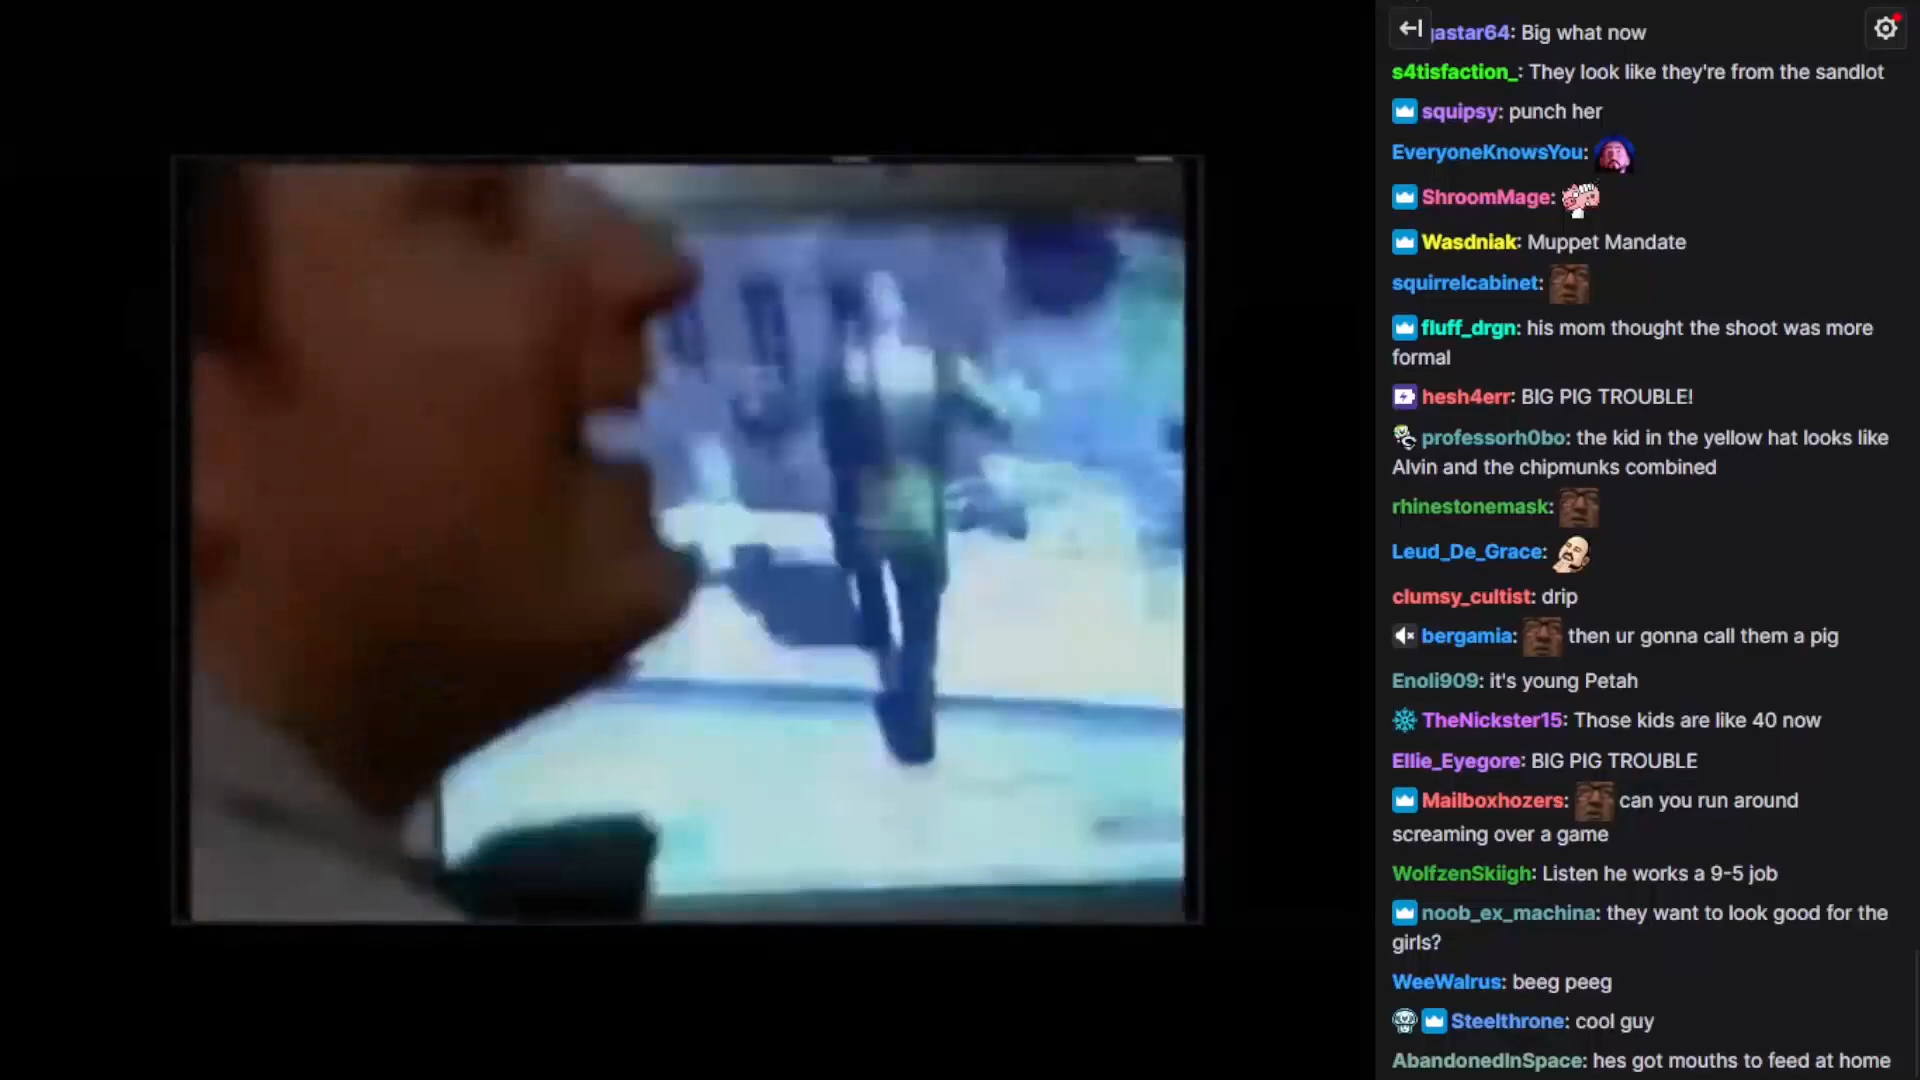 gastar64: Big what now
s4tisfaction_: They look like they're from the sandlot
squipsy: punch her
EveryoneKnowsYou:
ShroomMage:
Wasdniak: Muppet Mandate
squirrelcabinet:
fluff_drgn: his mom thought the shoot was more
formal
hesh4err: BIG PIG TROUBLE!
professorh0bo: the kid in the yellow hat looks like
Alvin and the chipmunks combined
rhinestonemask:
Leud_De_Grace:
clumsy_cultist: drip
bergamia: then ur gonna call them a pig
Enoli909: it's young Petah
TheNickster15: Those kids are like 40 now
Ellie_Eyegore: BIG PIG TROUBLE
Mailboxhozers: can you run around
screaming over a game
WolfzenSkiigh: Listen he works a 9-5 job
noob_ex_machina: they want to look good for the
girls?
WeeWalrus: beeg peeg
Steelthrone: cool guy
AbandonedInSpace: hes got mouths to feed at home